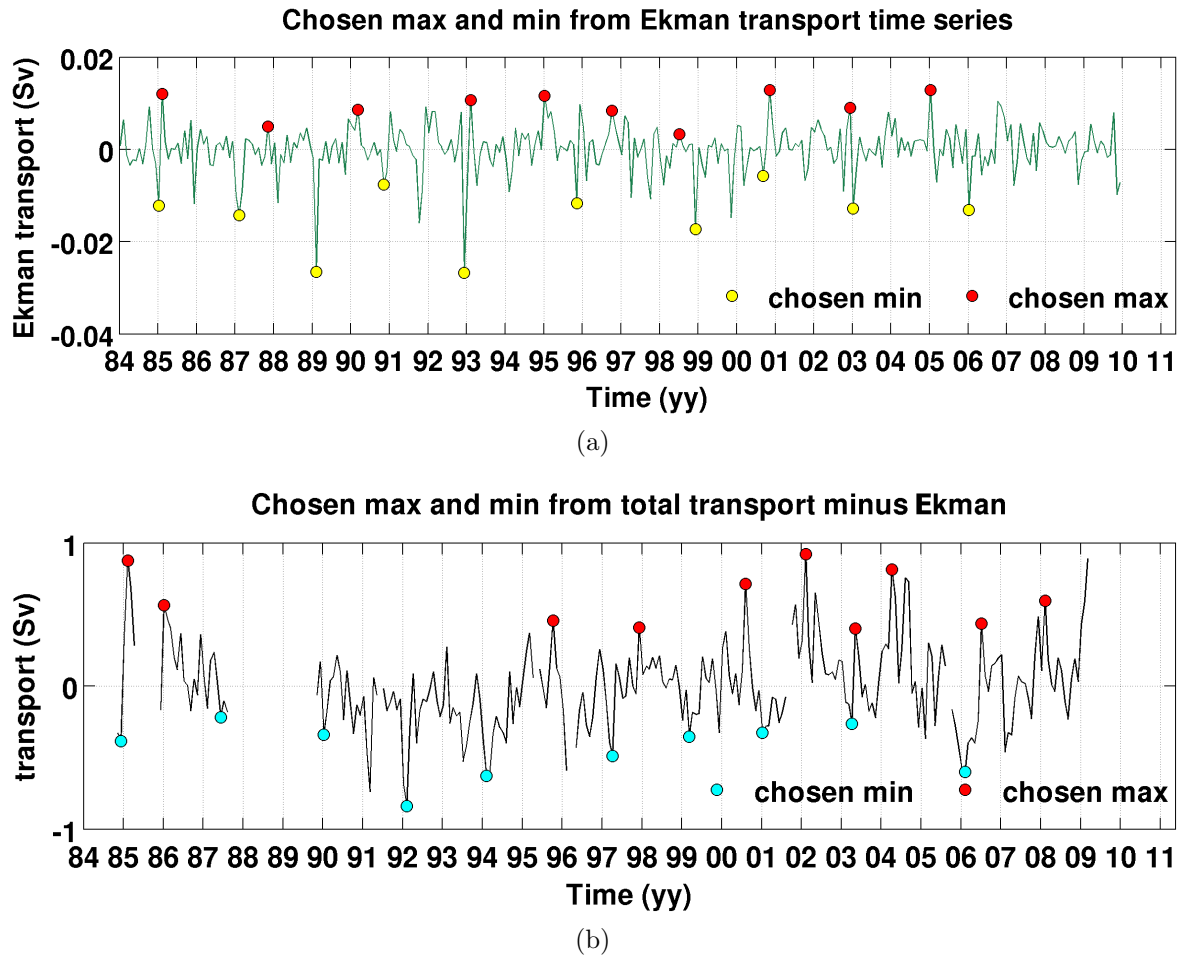 Chosen max and min from Ekman transport time series
Ekman transport (Sv)
0.02
0
-0.02
-0.04
chosen min
chosen max
84 85 86 87 88 89 90 91 92 93 94 95 96 97 98 99 00 01 02 03 04 05 06 07 08 09 10 11
Time (yy)
(a)
Chosen max and min from total transport minus Ekman
transport (Sv)
1
0
-1
chosen min
chosen max
84 85 86 87 88 89 90 91 92 93 94 95 96 97 98 99 00 01 02 03 04 05 06 07 08 09 10 11
Time (yy)
(b)